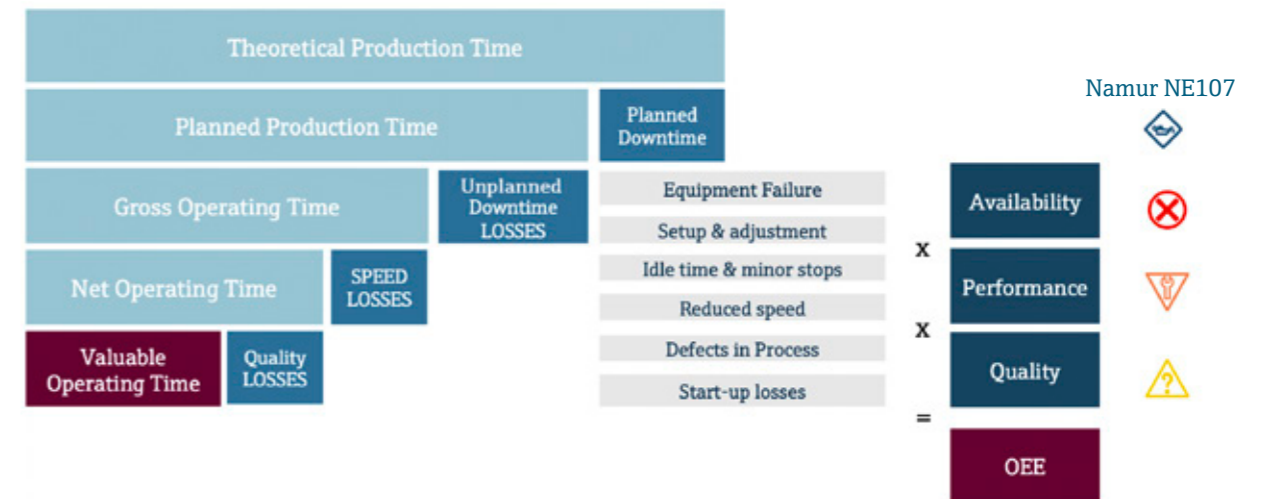 Theoretical Production Time
Namur NE107
Planned Production Time
Planned
Downtime
Gross Operating Time
Unplanned
Downtime
LOSSES
Equipment Failure
Setup & adjustment
Availability
x
Net Operating Time
SPEED
LOSSES
Idle time & minor stops
Reduced speed
Performance
x
Valuable
Operating Time
Quality
LOSSES
Defects in Process
Start-up losses
Quality
=
OEE